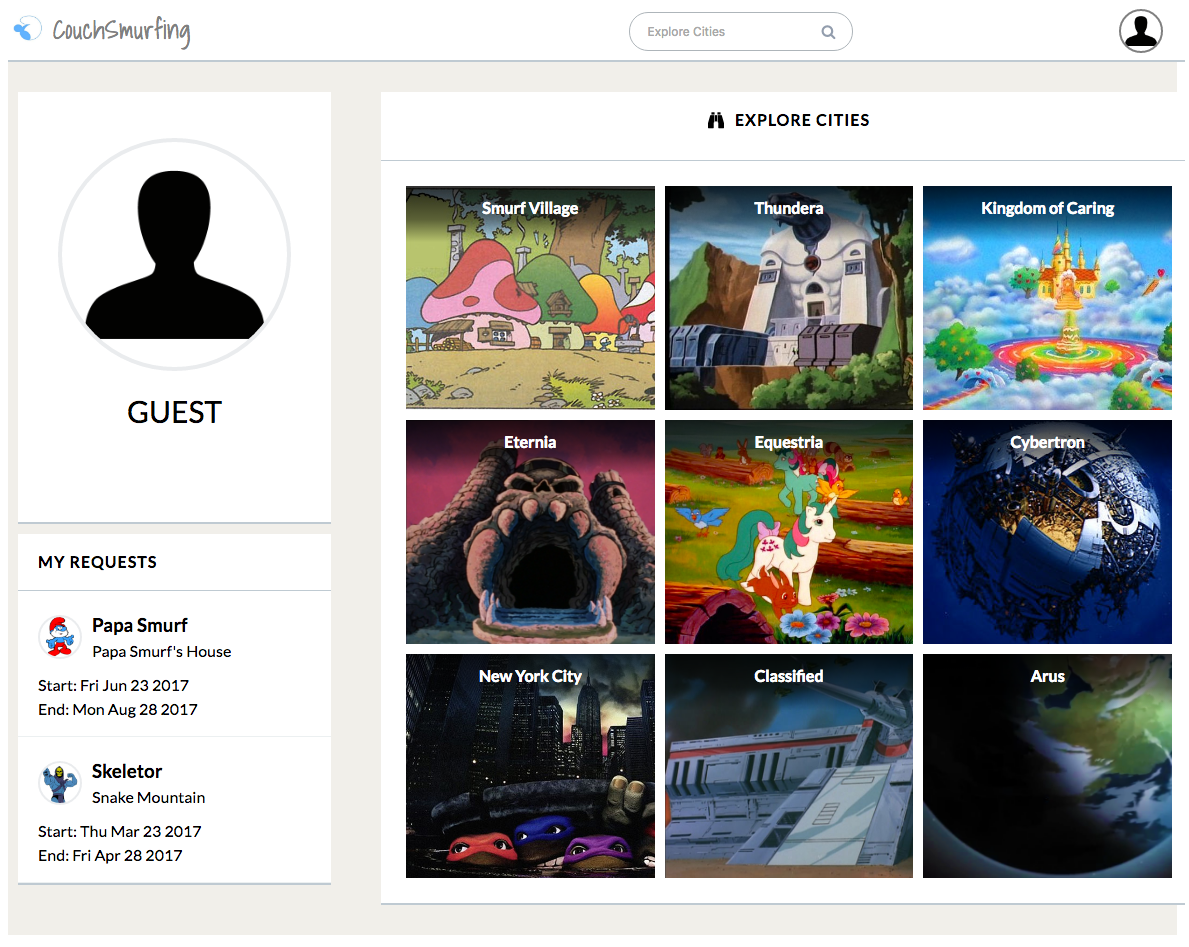 CouchSmurfing
Explore Cities
GUEST
MY REQUESTS
Papa Smurf
Papa Smurf's House
Start: Fri Jun 23 2017
End: Mon Aug 28 2017
Skeletor
Snake Mountain
Start: Thu Mar 23 2017
End: Fri Apr 28 2017
EXPLORE CITIES
Smurf Village
Thundera
Kingdom of Caring
Eternia
Equestria
Cybertron
New York City
Classified
Arus